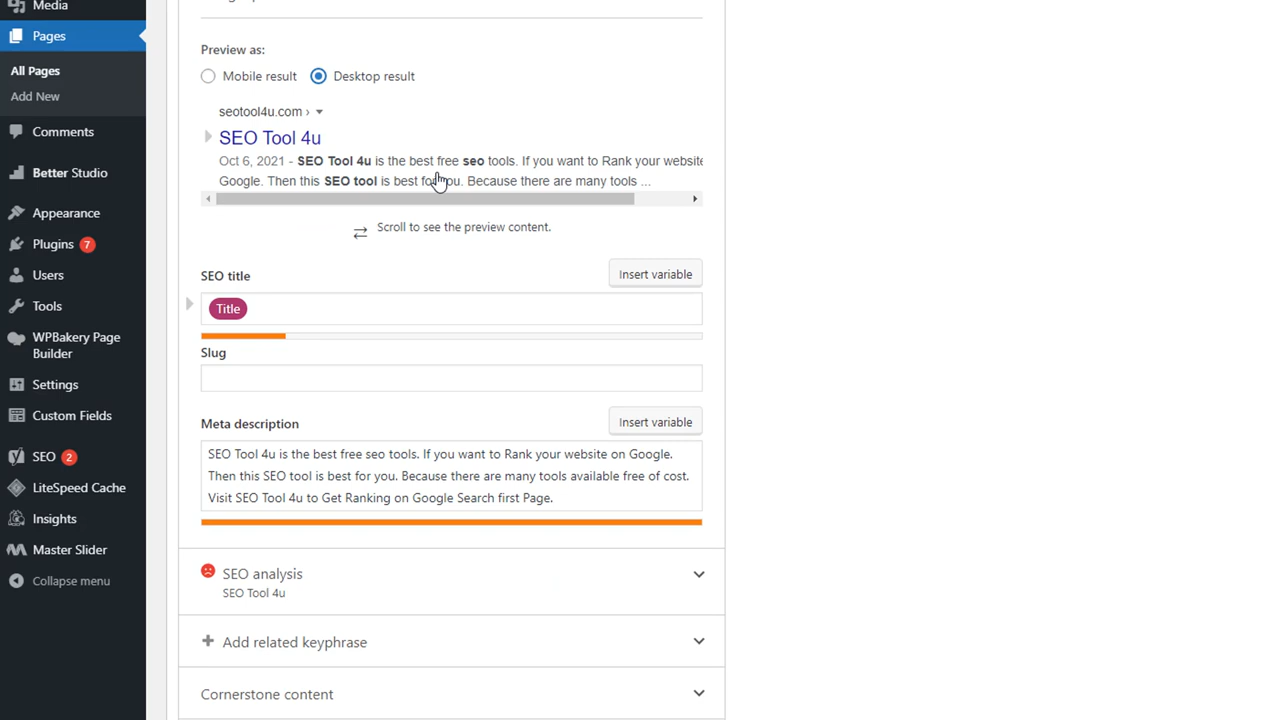 Media
Pages
All Pages
Add New
Comments
Better Studio
Appearance
Plugins 7
Users
Tools
WPBakery Page
Builder
Settings
Custom Fields
SEO 2
LiteSpeed Cache
Insights
Master Slider
Collapse menu
Preview as:
Mobile result Desktop result
seotool4u.com ›
SEO Tool 4u
Oct 6, 2021 - SEO Tool 4u is the best free seo tools. If you want to Rank your website
Google. Then this SEO tool is best for you. Because there are many tools ...
Scroll to see the preview content.
SEO title
Insert variable
Title
Slug
Meta description
Insert variable
SEO Tool 4u is the best free seo tools. If you want to Rank your website on Google.
Then this SEO tool is best for you. Because there are many tools available free of cost.
Visit SEO Tool 4u to Get Ranking on Google Search first Page.
SEO analysis
SEO Tool 4u
Add related keyphrase
Cornerstone content